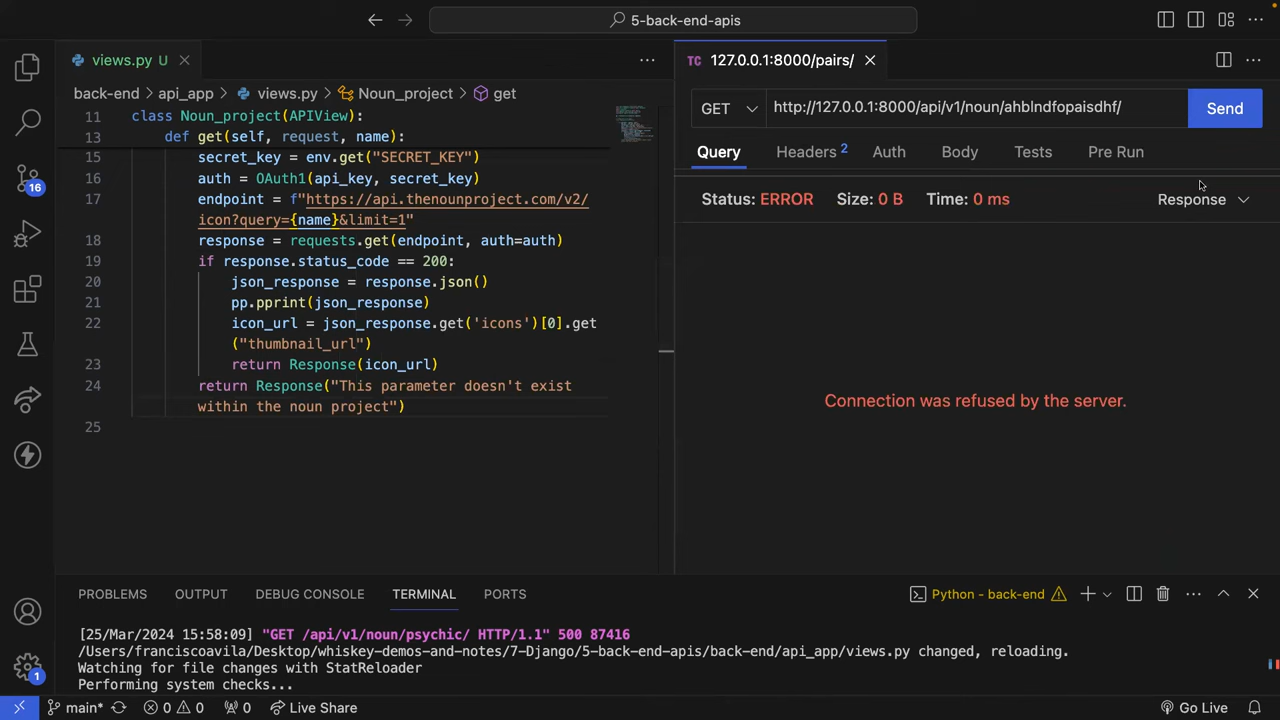 5-back-end-apis
views.py U
TC 127.0.0.1:8000/pairs/
back-end > api_app > views.py > Noun_project > get
11 class Noun_project(APIView):
13 def get(self, request, name):
15 secret_key = env.get("SECRET_KEY")
16 auth = OAuth1(api_key, secret_key)
17 endpoint = f"https://api.thenounproject.com/v2/
icon?query={name}&limit=1"
18 response = requests.get(endpoint, auth=auth)
19 if response.status_code == 200:
20 json_response = response.json()
21 pp.pprint(json_response)
22 icon_url = json_response.get('icons')[0].get
("thumbnail_url")
23 return Response(icon_url)
24 return Response("This parameter doesn't exist
within the noun project")
25
GET http://127.0.0.1:8000/api/v1/noun/ahblndfopaisdhf/ Send
Query Headers 2 Auth Body Tests Pre Run
Status: ERROR Size: 0 B Time: 0 ms Response
Connection was refused by the server.
16
1
PROBLEMS OUTPUT DEBUG CONSOLE TERMINAL PORTS
Python - back-end
[25/Mar/2024 15:58:09] "GET /api/v1/noun/psychic/ HTTP/1.1" 500 87416
/Users/franciscoavila/Desktop/whiskey-demos-and-notes/7-Django/5-back-end-apis/back-end/api_app/views.py changed, reloading.
Watching for file changes with StatReloader
Performing system checks...
main* 0 0 0 Live Share Go Live